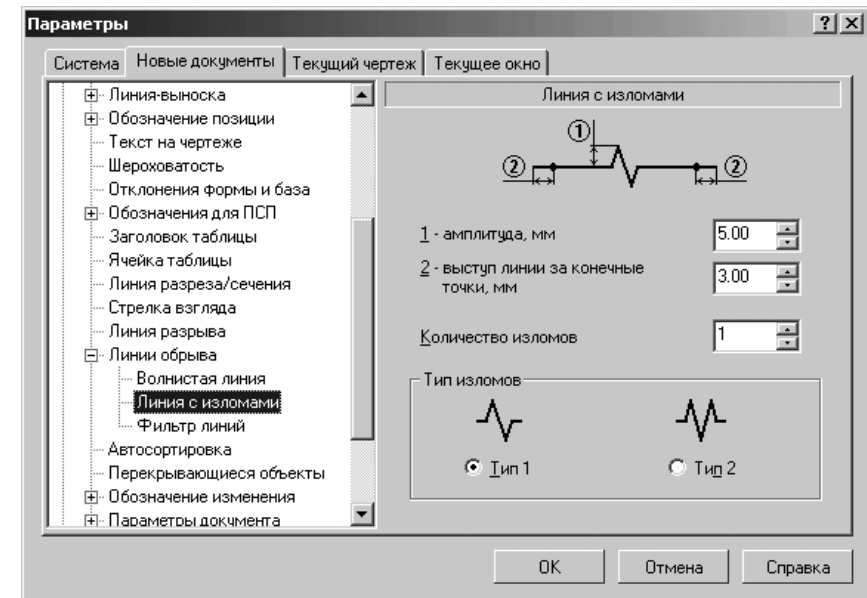 Параметры
Система Новые документы Текущий чертеж Текущее окно
Линия-выноска
Обозначение позиции
Текст на чертеже
Шероховатость
Отклонения формы и база
Обозначения для ПСП
Заголовок таблицы
Ячейка таблицы
Линия разреза/сечения
Стрелка взгляда
Линия разрыва
Линии обрыва
Волнистая линия
Линия с изломами
Фильтр линий
Автосортировка
Перекрывающиеся объекты
Обозначение изменения
Параметры документа
Линия с изломами
1
2 2
1 - амплитуда, мм 5.00
2 - выступ линии за конечные
точки, мм 3.00
Количество изломов 1
Тип изломов
Тип 1 Тип 2
OK Отмена Справка